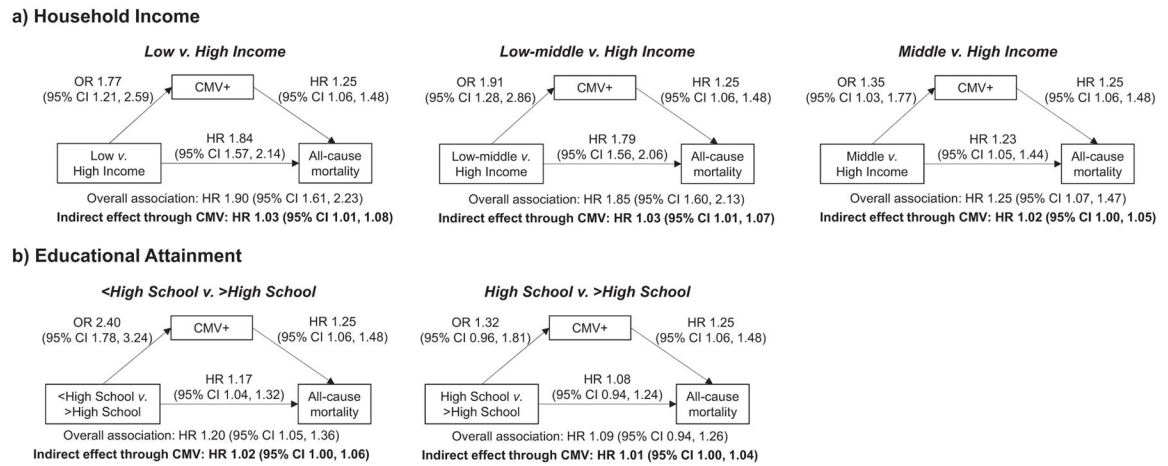 a) Household Income
Low v. High Income
OR 1.77
(95% CI 1.21, 2.59)
CMV+
HR 1.25
(95% CI 1.06, 1.48)
HR 1.84
(95% CI 1.57, 2.14)
Low v.
High Income
All-cause
mortality
Overall association: HR 1.90 (95% CI 1.61, 2.23)
Indirect effect through CMV: HR 1.03 (95% CI 1.01, 1.08)
Low-middle v. High Income
OR 1.91
(95% CI 1.28, 2.86)
CMV+
HR 1.25
(95% CI 1.06, 1.48)
HR 1.79
(95% CI 1.56, 2.06)
Low-middle v.
High Income
All-cause
mortality
Overall association: HR 1.85 (95% CI 1.60, 2.13)
Indirect effect through CMV: HR 1.03 (95% CI 1.01, 1.07)
Middle v. High Income
OR 1.35
(95% CI 1.03, 1.77)
CMV+
HR 1.25
(95% CI 1.06, 1.48)
HR 1.23
(95% CI 1.05, 1.44)
Middle v.
High Income
All-cause
mortality
Overall association: HR 1.25 (95% CI 1.07, 1.47)
Indirect effect through CMV: HR 1.02 (95% CI 1.00, 1.05)
b) Educational Attainment
<High School v. >High School
OR 2.40
(95% CI 1.78, 3.24)
CMV+
HR 1.25
(95% CI 1.06, 1.48)
HR 1.17
(95% CI 1.04, 1.32)
<High School v.
>High School
All-cause
mortality
Overall association: HR 1.20 (95% CI 1.05, 1.36)
Indirect effect through CMV: HR 1.02 (95% CI 1.00, 1.06)
High School v. >High School
OR 1.32
(95% CI 0.96, 1.81)
CMV+
HR 1.25
(95% CI 1.06, 1.48)
HR 1.08
(95% CI 0.94, 1.24)
High School v.
>High School
All-cause
mortality
Overall association: HR 1.09 (95% CI 0.94, 1.26)
Indirect effect through CMV: HR 1.01 (95% CI 1.00, 1.04)